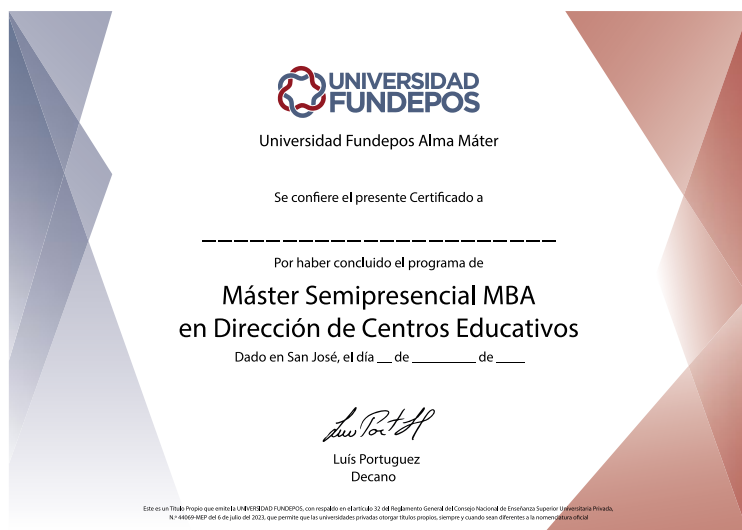 UNIVERSIDAD
FUNDEPOS
Universidad Fundepos Alma Máter
Se confiere el presente Certificado a
Por haber concluido el programa de
Máster Semipresencial MBA
en Dirección de Centros Educativos
Dado en San José, el día __ de ________ de ____
Luís Portuguez
Decano
Este es un Título Propio que emite la UNIVERSIDAD FUNDEPOS, con respaldo en el artículo 32 del Reglamento General del Consejo Nacional de Enseñanza Superior Universitaria Privada,
N.º 44069-MEP del 6 de julio del 2023, que permite que las universidades privadas otorgar títulos propios, siempre y cuando sean diferentes a la nomenclatura oficial